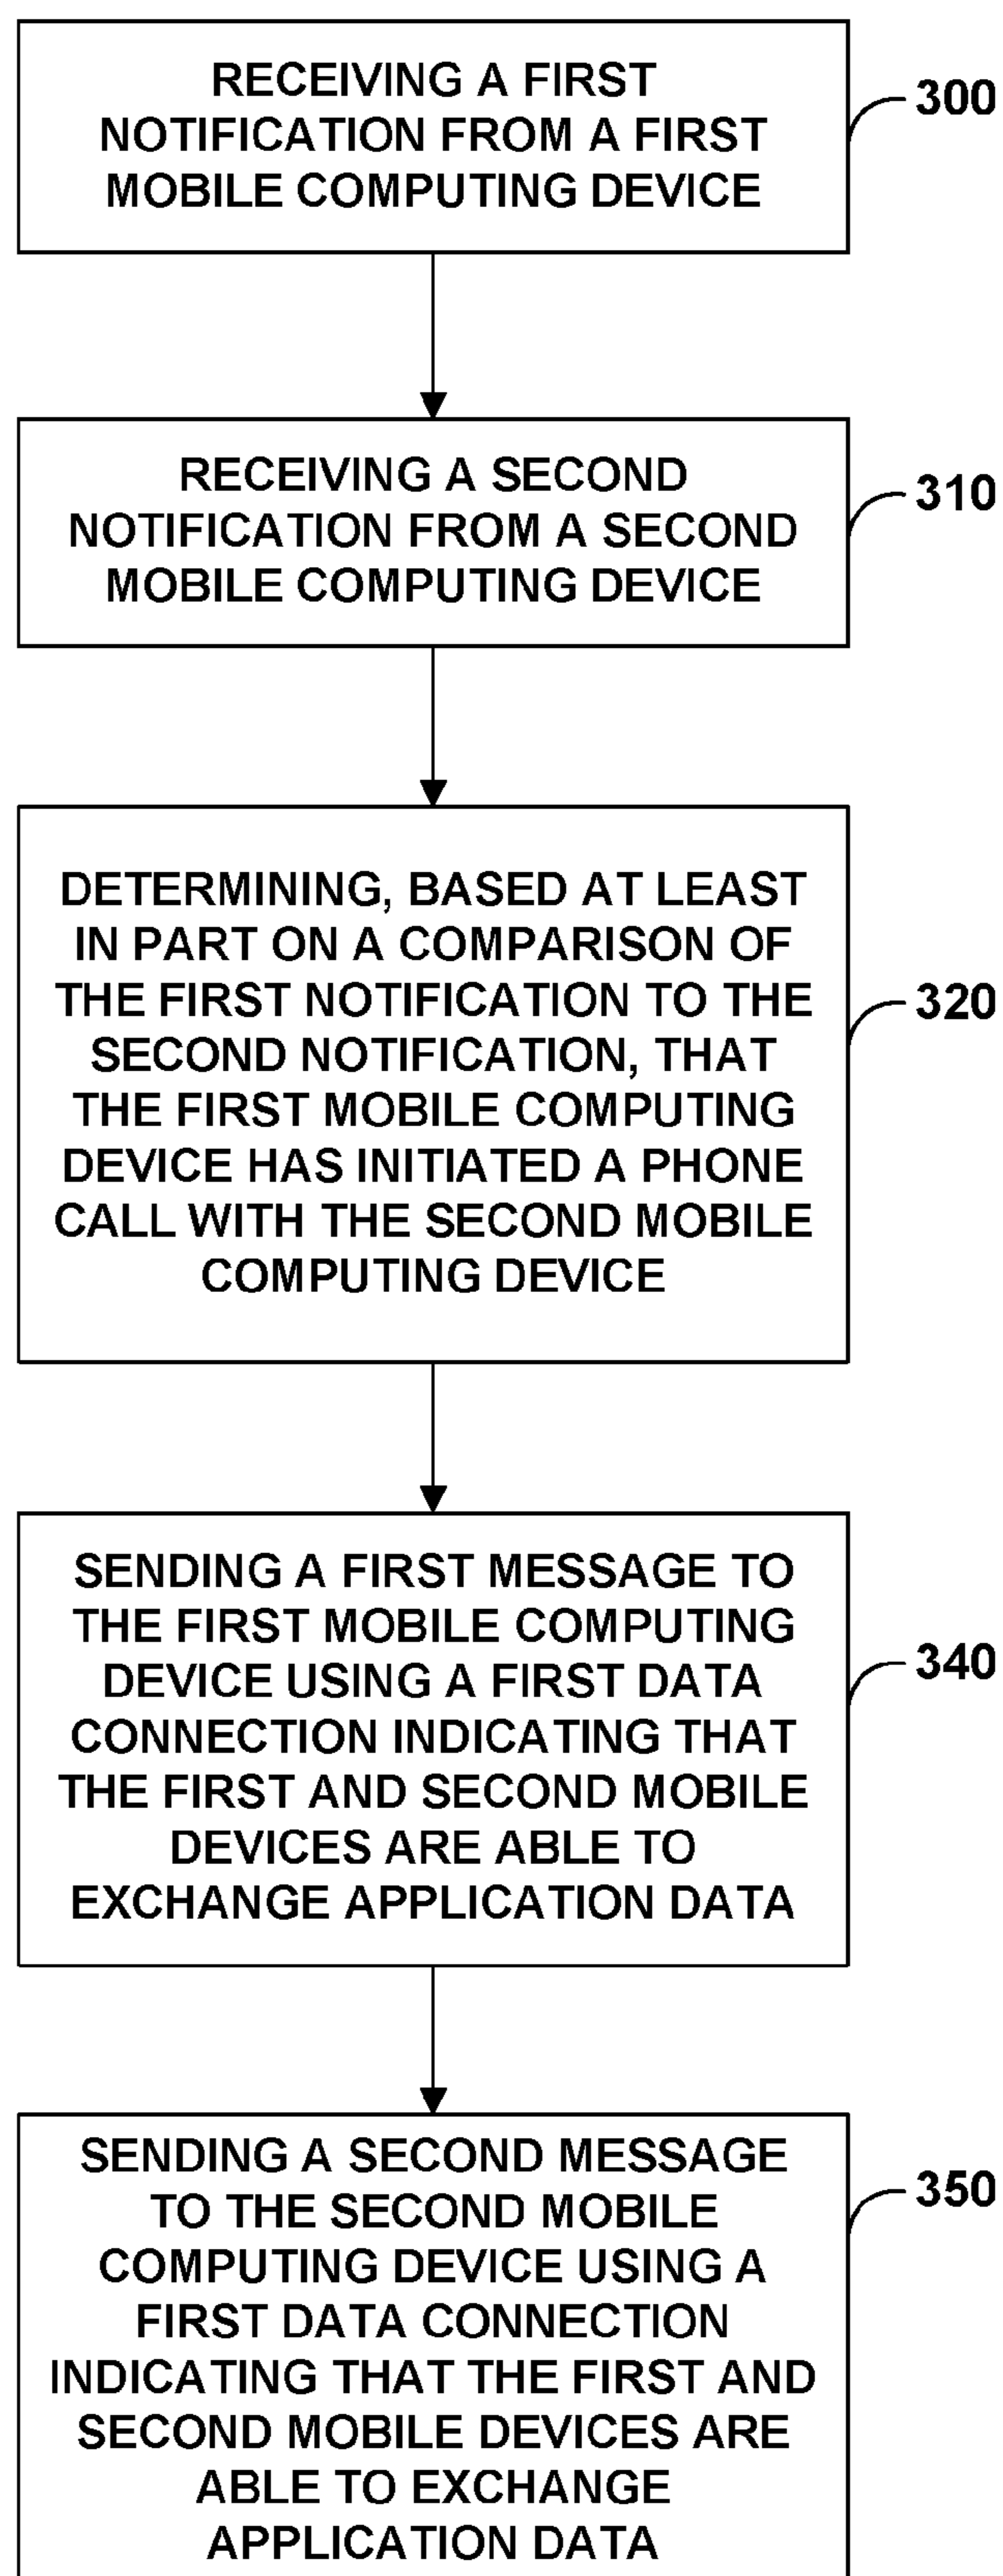 RECEIVING A FIRST
NOTIFICATION FROM A FIRST
MOBILE COMPUTING DEVICE
300
RECEIVING A SECOND
NOTIFICATION FROM A SECOND
MOBILE COMPUTING DEVICE
310
DETERMINING, BASED AT LEAST
IN PART ON A COMPARISON OF
THE FIRST NOTIFICATION TO THE
SECOND NOTIFICATION, THAT
THE FIRST MOBILE COMPUTING
DEVICE HAS INITIATED A PHONE
CALL WITH THE SECOND MOBILE
COMPUTING DEVICE
320
SENDING A FIRST MESSAGE TO
THE FIRST MOBILE COMPUTING
DEVICE USING A FIRST DATA
CONNECTION INDICATING THAT
THE FIRST AND SECOND MOBILE
DEVICES ARE ABLE TO
EXCHANGE APPLICATION DATA
340
SENDING A SECOND MESSAGE
TO THE SECOND MOBILE
COMPUTING DEVICE USING A
FIRST DATA CONNECTION
INDICATING THAT THE FIRST AND
SECOND MOBILE DEVICES ARE
ABLE TO EXCHANGE
APPLICATION DATA
350